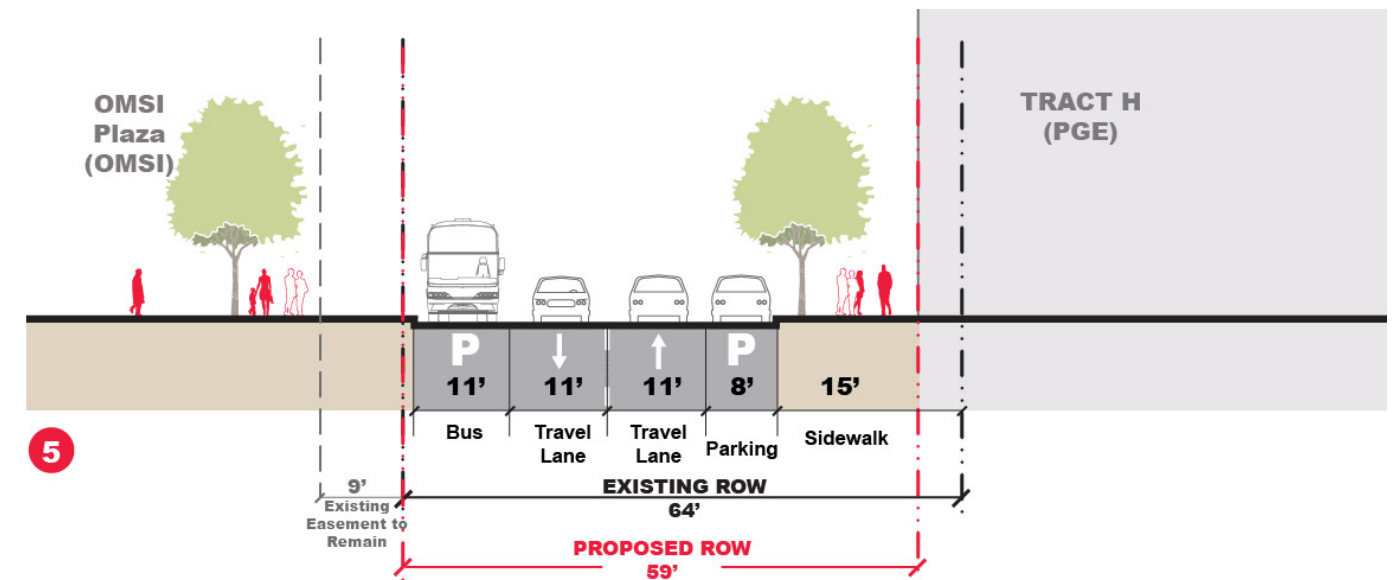 OMSI
Plaza
(OMSI)
TRACT H
(PGE)
P
P
11’
11’
11’
8’
15’
Bus
Travel
Lane
Travel
Lane
Parking
Sidewalk
5
9’
Existing
Easement to
Remain
EXISTING ROW
64’
PROPOSED ROW
59’